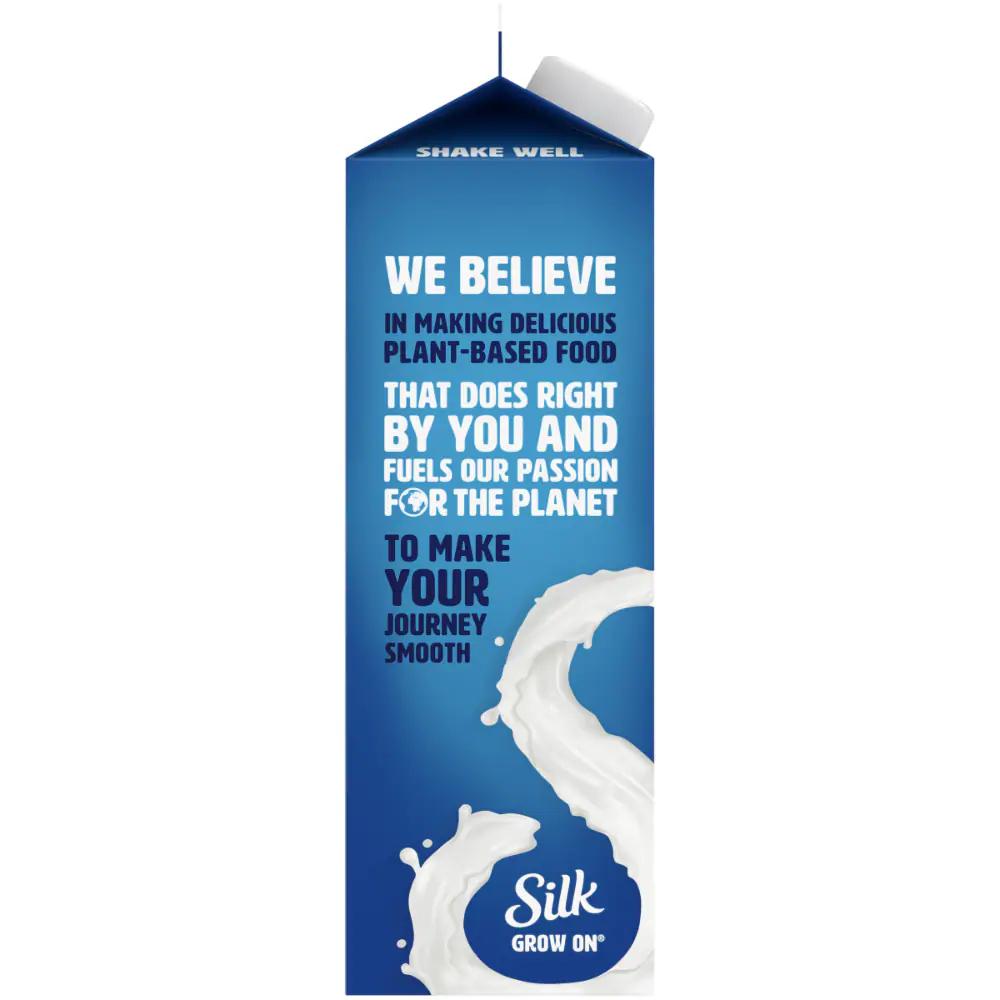 SHAKE WELL
WE BELIEVE
IN MAKING DELICIOUS
PLANT-BASED FOOD
THAT DOES RIGHT
BY YOU AND
FUELS OUR PASSION
FOR THE PLANET
TO MAKE
YOUR
JOURNEY
SMOOTH
Silk
GROW ON®